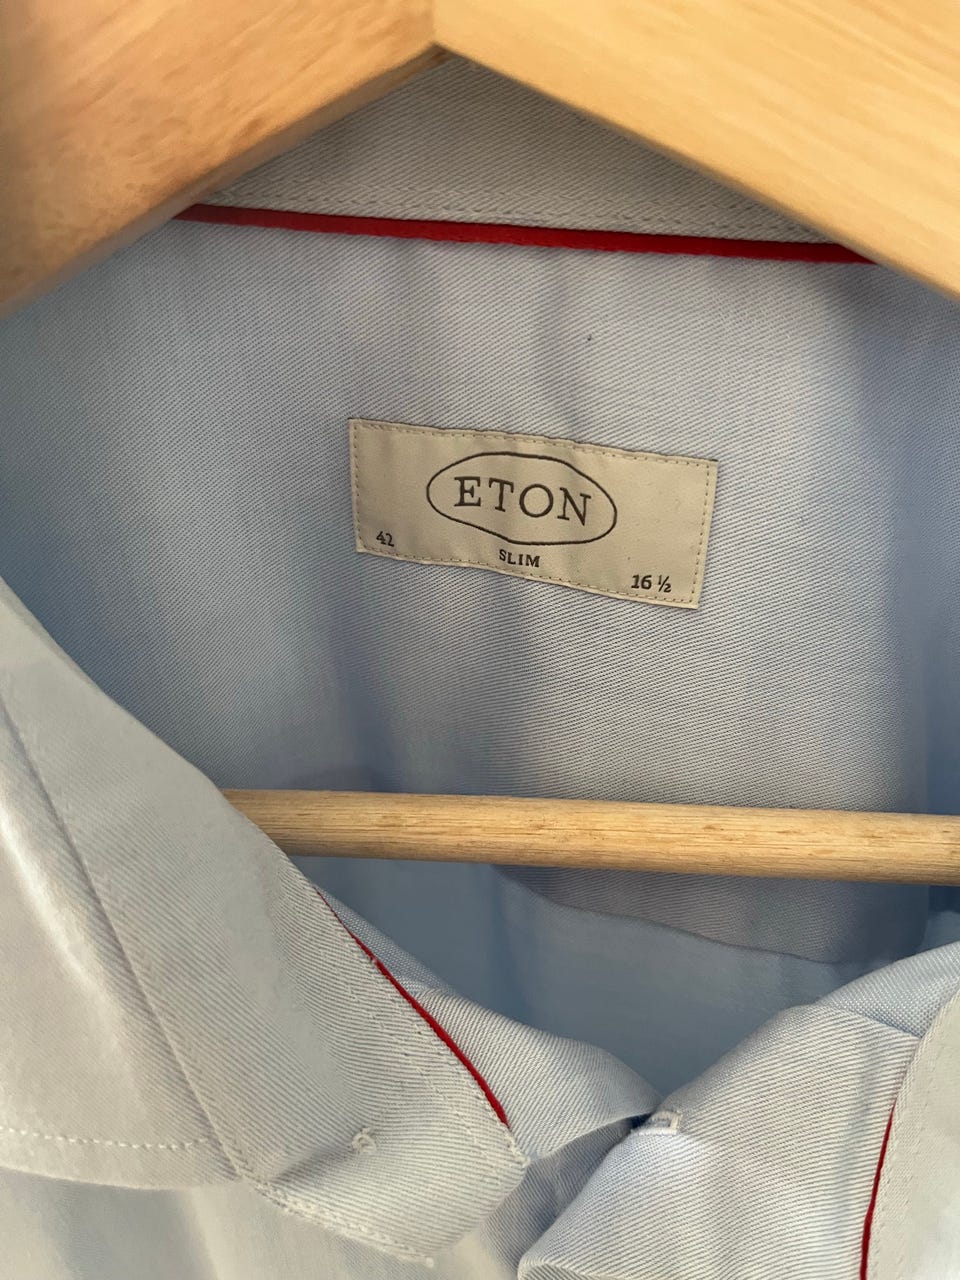 ETON
42 SLIM 16 ½